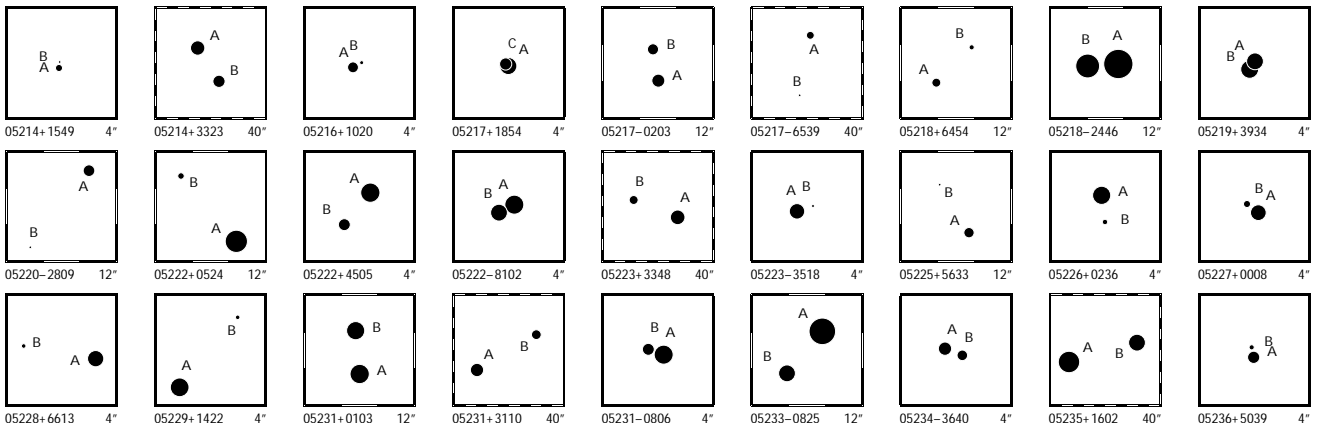 B
A
05214+1549 4″
A
B
05214+3323 40″
A B
05216+1020 4″
C A
05217+1854 4″
B
A
05217−0203 12″
A
B
05217−6539 40″
B
A
05218+6454 12″
B A
05218−2446 12″
A
B
05219+3934 4″
A
B
05220−2809 12″
B
A
05222+0524 12″
A
B
05222+4505 4″
A
B
05222−8102 4″
B
A
05223+3348 40″
A B
05223−3518 4″
B
A
05225+5633 12″
A
B
05226+0236 4″
B
A
05227+0008 4″
B
A
05228+6613 4″
B
A
05229+1422 4″
B
A
05231+0103 12″
B
A
05231+3110 40″
B A
05231−0806 4″
A
B
05233−0825 12″
A
B
05234−3640 4″
A
B
05235+1602 40″
B
A
05236+5039 4″